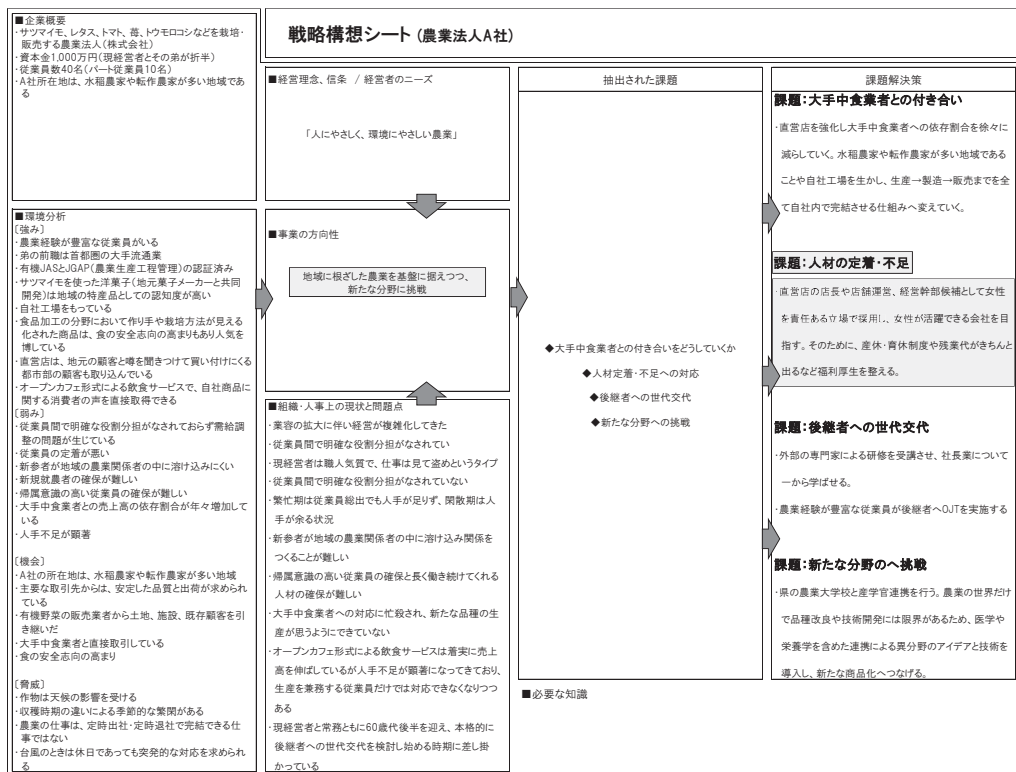 ■企業概要
・サツマイモ、レタス、トマト、苺、トウモロコシなどを栽培・
販売する農業法人(株式会社)
・資本金1,000万円(現経営者とその弟が折半)
・従業員数40名(パート従業員10名)
・A社所在地は、水稲農家や転作農家が多い地域であ
る
戦略構想シート (農業法人A社)
■経営理念、信条 / 経営者のニーズ
「人にやさしく、環境にやさしい農業」
■環境分析
〔強み〕
・農業経験が豊富な従業員がいる
・弟の前職は首都圏の大手流通業
・有機JASとJGAP(農業生産工程管理)の認証済み
・サツマイモを使った洋菓子(地元菓子メーカーと共同
開発)は地域の特産品としての認知度が高い
・自社工場をもっている
・食品加工の分野において作り手や栽培方法が見える
化された商品は、食の安全志向の高まりもあり人気を
博している
・直営店は、地元の顧客と噂を聞きつけて買い付けにくる
都市部の顧客も取り込んでいる
・オープンカフェ形式による飲食サービスで、自社商品に
関する消費者の声を直接取得できる
〔弱み〕
・従業員間で明確な役割分担がなされておらず需給調
整の問題が生じている
・従業員の定着が悪い
・新参者が地域の農業関係者の中に溶け込みにくい
・新規就農者の確保が難しい
・帰属意識の高い従業員の確保が難しい
・大手中食業者との売上高の依存割合が年々増加して
いる
・人手不足が顕著
〔機会〕
・A社の所在地は、水稲農家や転作農家が多い地域
・主要な取引先からは、安定した品質と出荷が求められ
ている
・有機野菜の販売業者から土地、施設、既存顧客を引
き継いだ
・大手中食業者と直接取引している
・食の安全志向の高まり
〔脅威〕
・作物は天候の影響を受ける
・収穫時期の違いによる季節的な繁閑がある
・農業の仕事は、定時出社・定時退社で完結できる仕
事ではない
・台風のときは休日であっても突発的な対応を求められ
る
■事業の方向性
地域に根ざした農業を基盤に据えつつ、
新たな分野に挑戦
■組織・人事上の現状と問題点
・業容の拡大に伴い経営が複雑化してきた
・従業員間で明確な役割分担がなされてい
・現経営者は職人気質で、仕事は見て盗めというタイプ
・従業員間で明確な役割分担がなされていない
・繁忙期は従業員総出でも人手が足りず、閑散期は人
手が余る状況
・新参者が地域の農業関係者の中に溶け込み関係を
つくることが難しい
・帰属意識の高い従業員の確保と長く働き続けてくれる
人材の確保が難しい
・大手中食業者への対応に忙殺され、新たな品種の生
産が思うようにできていない
・オープンカフェ形式による飲食サービスは着実に売上
高を伸ばしているが人手不足が顕著になってきており、
生産を兼務する従業員だけでは対応できなくなりつつ
ある
・現経営者と常務ともに60歳代後半を迎え、本格的に
後継者への世代交代を検討し始める時期に差し掛
かっている
抽出された課題
◆大手中食業者との付き合いをどうしていくか
◆人材定着・不足への対応
◆後継者への世代交代
◆新たな分野への挑戦
■必要な知識
課題解決策
課題：大手中食業者との付き合い
・直営店を強化し大手中食業者への依存割合を徐々に
減らしていく。水稲農家や転作農家が多い地域である
ことや自社工場を生かし、生産→製造→販売までを全
て自社内で完結させる仕組みへ変えていく。
課題：人材の定着・不足
・直営店の店長や店舗運営、経営幹部候補として女性
を責任ある立場で採用し、女性が活躍できる会社を目
指す。そのために、産休・育休制度や残業代がきちんと
出るなど福利厚生を整える。
課題：後継者への世代交代
・外部の専門家による研修を受講させ、社長業について
一から学ばせる。
・農業経験が豊富な従業員が後継者へOJTを実施する
課題：新たな分野のへ挑戦
・県の農業大学校と産学官連携を行う。農業の世界だけ
で品種改良や技術開発には限界があるため、医学や
栄養学を含めた連携による異分野のアイデアと技術を
導入し、新たな商品化へつなげる。